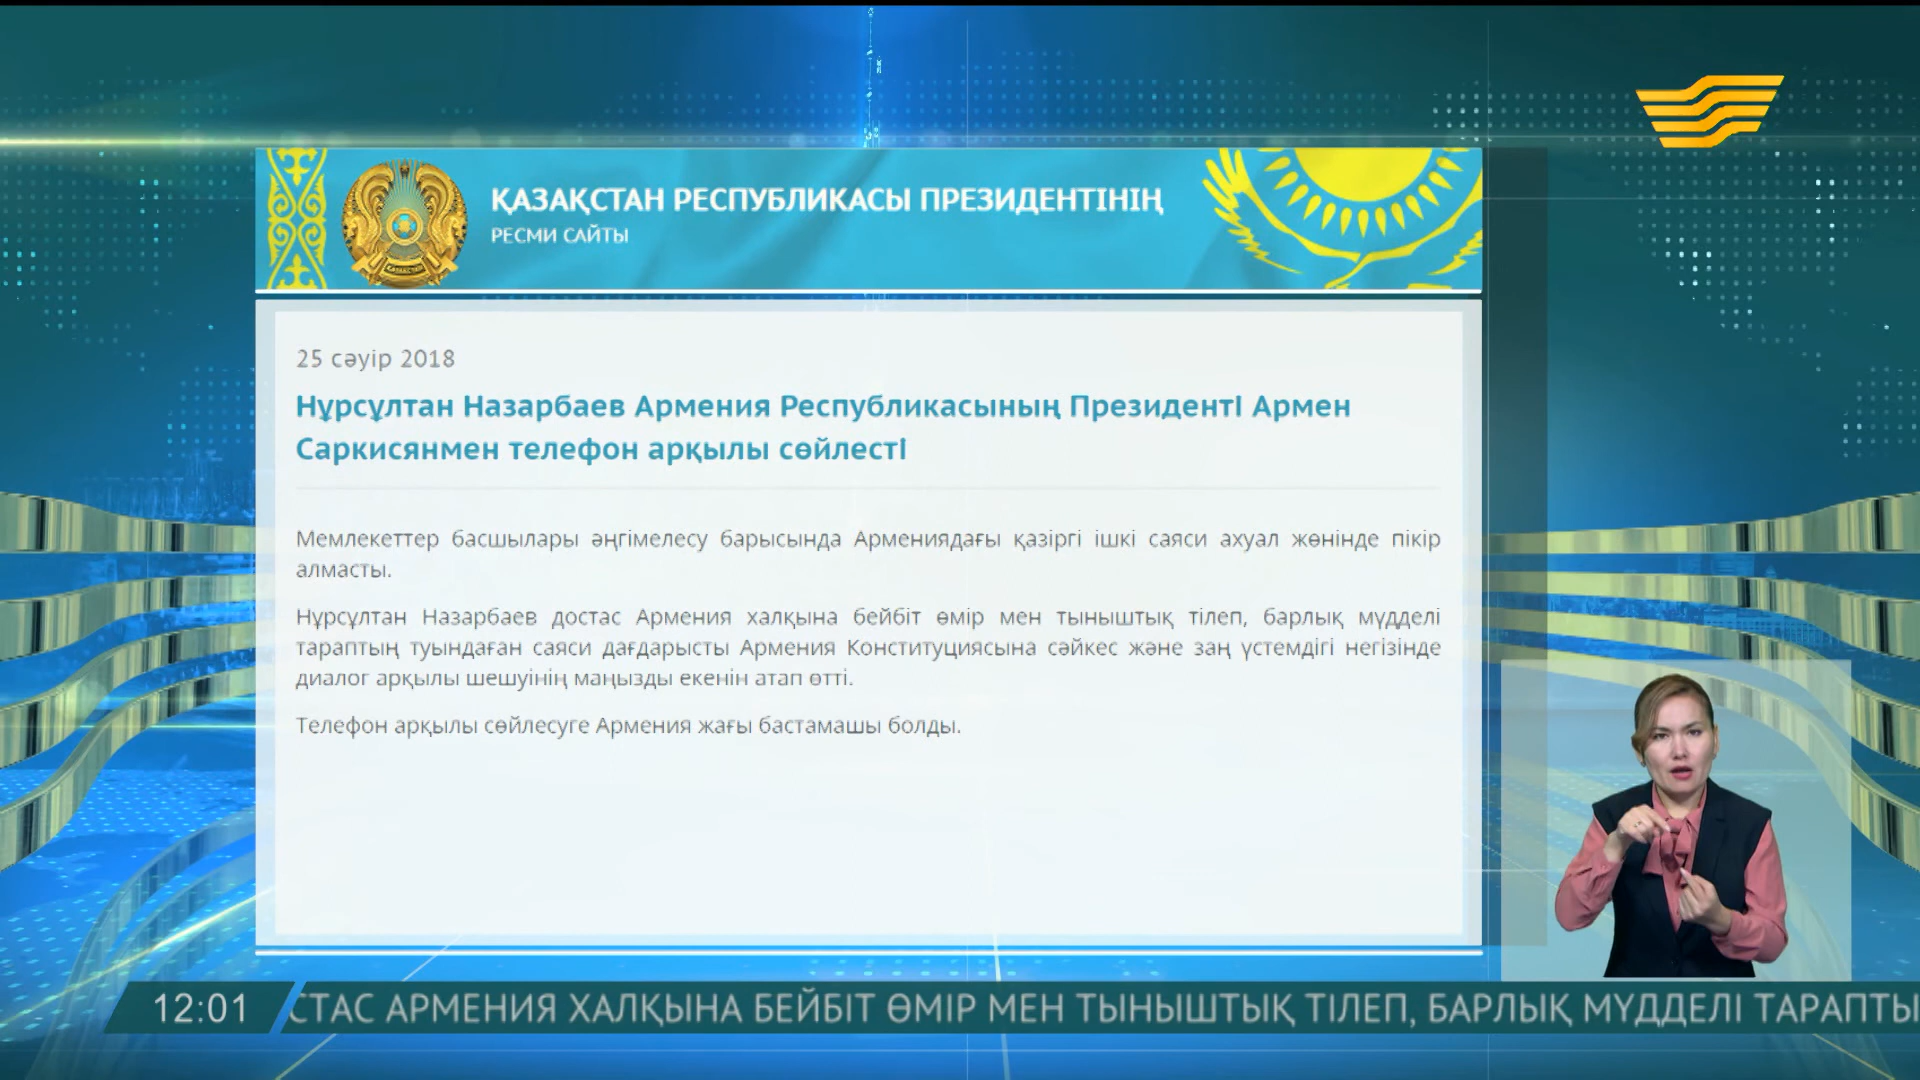 ҚАЗАҚСТАН РЕСПУБЛИКАСЫ ПРЕЗИДЕНТІНІҢ
РЕСМИ САЙТЫ
25 сәуір 2018
Нұрсұлтан Назарбаев Армения Республикасының Президенті Армен
Саркисянмен телефон арқылы сөйлесті
Мемлекеттер басшылары әңгімелесу барысында Армениядағы қазіргі ішкі саяси ахуал жөнінде пікір
алмасты.
Нұрсұлтан Назарбаев достас Армения халқына бейбіт өмір мен тыныштық тілеп, барлық мүдделі
тараптың туындаған саяси дағдарысты Армения Конституциясына сәйкес және заң үстемдігі негізінде
диалог арқылы шешуінің маңызды екенін атап өтті.
Телефон арқылы сөйлесуге Армения жағы бастамашы болды.
12:01 СТАС АРМЕНИЯ ХАЛҚЫНА БЕЙБІТ ӨМІР МЕН ТЫНЫШТЫҚ ТІЛЕП, БАРЛЫҚ МҮДДЕЛІ ТАРАПТЫ